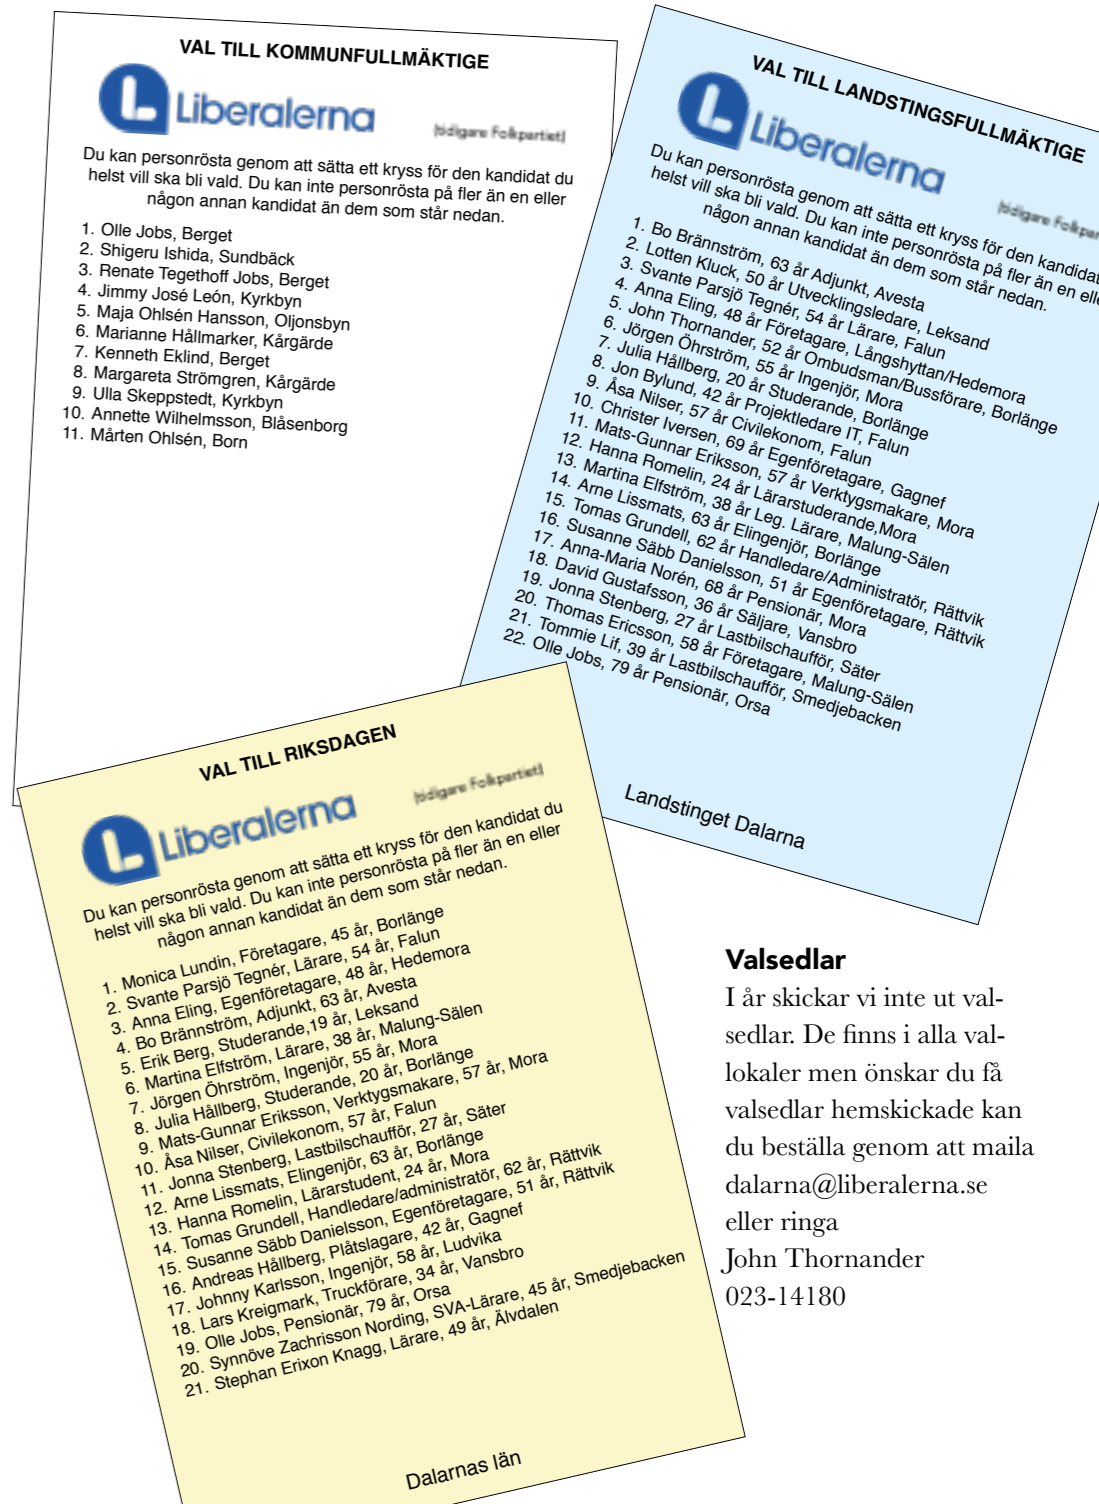 VAL TILL KOMMUNFULLMÄKTIGE
Liberalerna
(tidigare Folkpartiet)
Du kan personrösta genom att sätta ett kryss för den kandidat du
helst vill ska bli vald. Du kan inte personrösta på fler än en eller
någon annan kandidat än dem som står nedan.
1. Olle Jobs, Berget
2. Shigeru Ishida, Sundbäck
3. Renate Tegethoff Jobs, Berget
4. Jimmy José León, Kyrkbyn
5. Maja Ohlsén Hansson, Oljonsbyn
6. Marianne Hållmarker, Kårgärde
7. Kenneth Eklind, Berget
8. Margareta Strömgren, Kårgärde
9. Ulla Skeppstedt, Kyrkbyn
10. Annette Wilhelmsson, Blåsenborg
11. Mårten Ohlsén, Born
VAL TILL LANDSTINGSFULLMÄKTIGE
Liberalerna
(tidigare Folkpar
Du kan personrösta genom att sätta ett kryss för den kandidat
helst vill ska bli vald. Du kan inte personrösta på fler än en elle
någon annan kandidat än dem som står nedan.
1. Bo Brännström, 63 år Adjunkt, Avesta
2. Lotten Kluck, 50 år Utvecklingsledare, Leksand
3. Svante Parsjö Tegnér, 54 år Lärare, Falun
4. Anna Eling, 48 år Företagare, Långshyttan/Hedemora
5. John Thornander, 52 år Ombudsman/Bussförare, Borlänge
6. Jörgen Öhrström, 55 år Ingenjör, Mora
7. Julia Hållberg, 20 år Studerande, Borlänge
8. Jon Bylund, 42 år Projektledare IT, Falun
9. Åsa Nilser, 57 år Civilekonom, Falun
10. Christer Iversen, 69 år Egenföretagare, Gagnef
11. Mats-Gunnar Eriksson, 57 år Verktygsmakare, Mora
12. Hanna Romelin, 24 år Lärarstuderande,Mora
13. Martina Elfström, 38 år Leg. Lärare, Malung-Sälen
14. Arne Lissmats, 63 år Elingenjör, Borlänge
15. Tomas Grundell, 62 år Handledare/Administratör, Rättvik
16. Susanne Säbb Danielsson, 51 år Egenföretagare, Rättvik
17. Anna-Maria Norén, 68 år Pensionär, Mora
18. David Gustafsson, 36 år Säljare, Vansbro
19. Jonna Stenberg, 27 år Lastbilschaufför, Säter
20. Thomas Ericsson, 58 år Företagare, Malung-Sälen
21. Tommie Lif, 39 år Lastbilschaufför, Smedjebacken
22. Olle Jobs, 79 år Pensionär, Orsa
Landstinget Dalarna
VAL TILL RIKSDAGEN
Liberalerna
(tidigare Folkpartiet)
Du kan personrösta genom att sätta ett kryss för den kandidat du
helst vill ska bli vald. Du kan inte personrösta på fler än en eller
någon annan kandidat än dem som står nedan.
1. Monica Lundin, Företagare, 45 år, Borlänge
2. Svante Parsjö Tegnér, Lärare, 54 år, Falun
3. Anna Eling, Egenföretagare, 48 år, Hedemora
4. Bo Brännström, Adjunkt, 63 år, Avesta
5. Erik Berg, Studerande,19 år, Leksand
6. Martina Elfström, Lärare, 38 år, Malung-Sälen
7. Jörgen Öhrström, Ingenjör, 55 år, Mora
8. Julia Hållberg, Studerande, 20 år, Borlänge
9. Mats-Gunnar Eriksson, Verktygsmakare, 57 år, Mora
10. Åsa Nilser, Civilekonom, 57 år, Falun
11. Jonna Stenberg, Lastbilschaufför, 27 år, Säter
12. Arne Lissmats, Elingenjör, 63 år, Borlänge
13. Hanna Romelin, Lärarstudent, 24 år, Mora
14. Tomas Grundell, Handledare/administratör, 62 år, Rättvik
15. Susanne Säbb Danielsson, Egenföretagare, 51 år, Rättvik
16. Andreas Hållberg, Plåtslagare, 42 år, Gagnef
17. Johnny Karlsson, Ingenjör, 58 år, Ludvika
18. Lars Kreigmark, Truckförare, 34 år, Vansbro
19. Olle Jobs, Pensionär, 79 år, Orsa
20. Synnöve Zachrisson Nording, SVA-Lärare, 45 år, Smedjebacken
21. Stephan Erixon Knagg, Lärare, 49 år, Älvdalen
Dalarnas län
Valsedlar
I år skickar vi inte ut val-
sedlar. De finns i alla val-
lokaler men önskar du få
valsedlar hemskickade kan
du beställa genom att maila
dalarna@liberalerna.se
eller ringa
John Thornander
023-14180